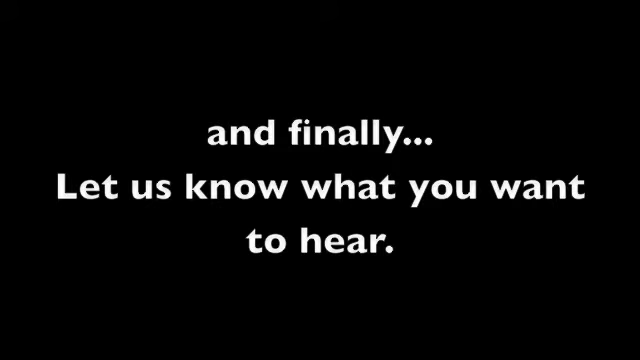 and finally...
Let us know what you want
to hear.